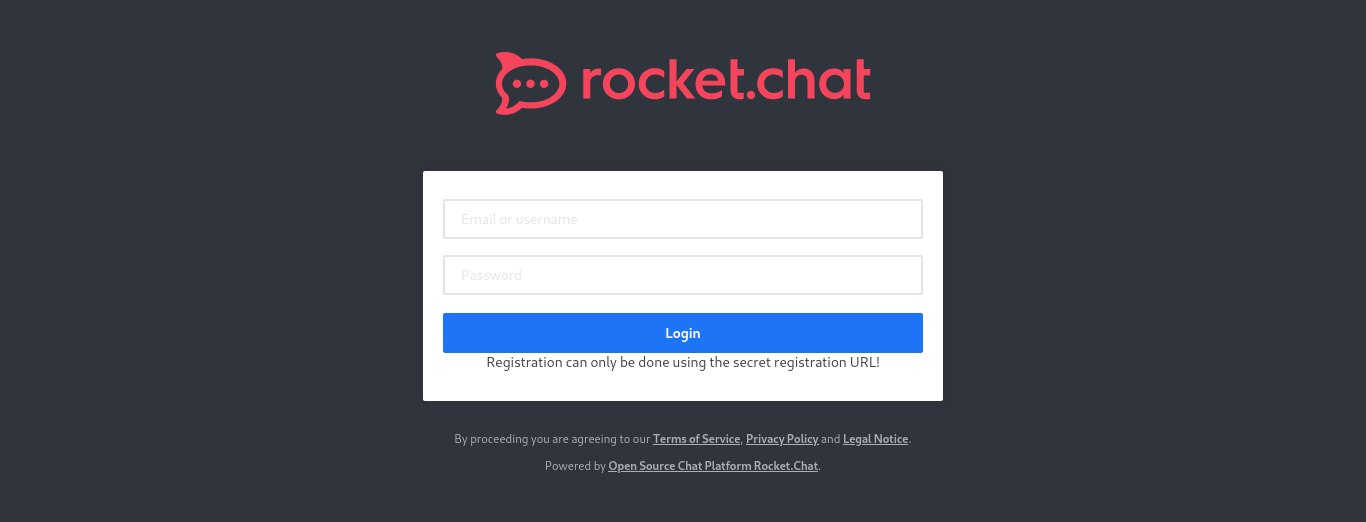 rocket.chat
Email or username
Password
Login
Registration can only be done using the secret registration URL!
By proceeding you are agreeing to our Terms of Service, Privacy Policy and Legal Notice.
Powered by Open Source Chat Platform Rocket.Chat.